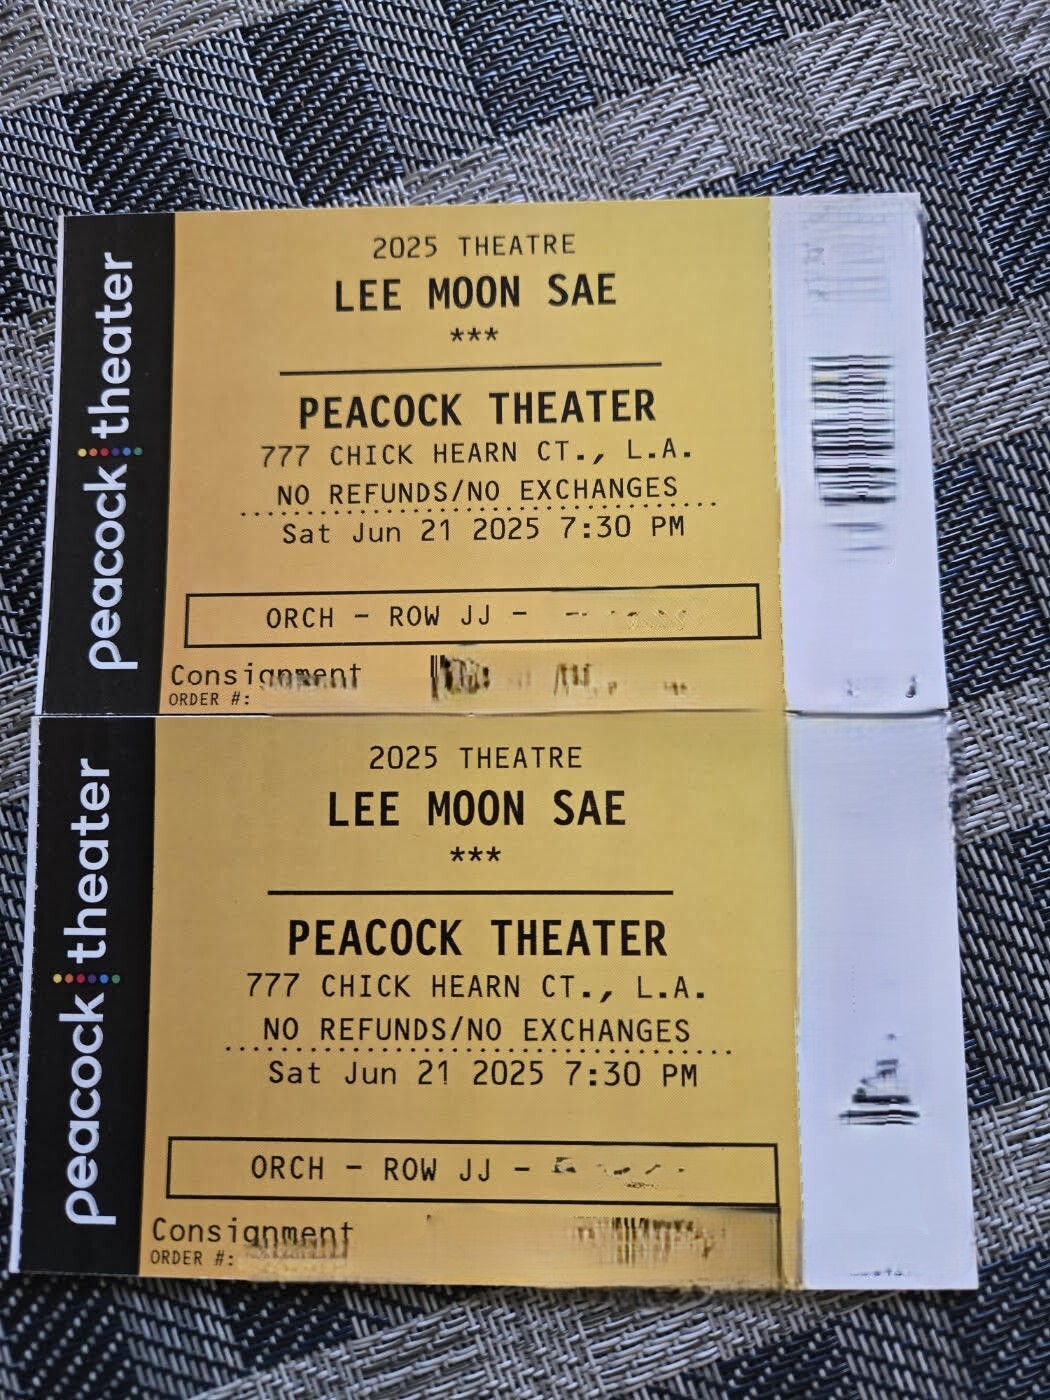 peacock theater
2025 THEATRE
LEE MOON SAE
***
PEACOCK THEATER
777 CHICK HEARN CT., L.A.
NO REFUNDS/NO EXCHANGES
Sat Jun 21 2025 7:30 PM
ORCH – ROW JJ –
Consignment
ORDER #:
peacock theater
2025 THEATRE
LEE MOON SAE
***
PEACOCK THEATER
777 CHICK HEARN CT., L.A.
NO REFUNDS/NO EXCHANGES
Sat Jun 21 2025 7:30 PM
ORCH – ROW JJ –
Consignment
ORDER #: